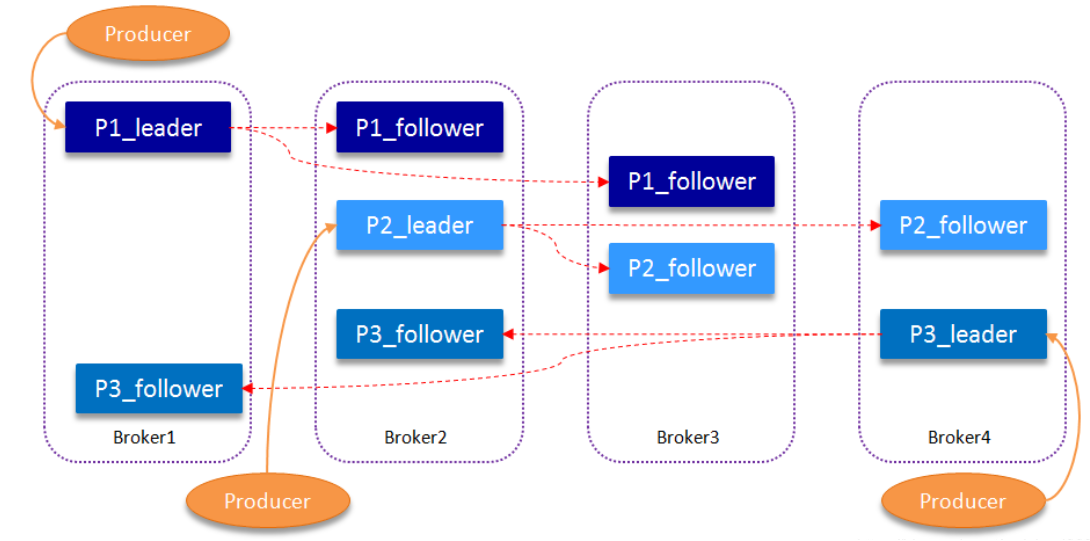 Producer
P1_leader
P1_follower
P1_follower
P2_leader
P2_follower
P2_follower
P3_follower
P3_leader
P3_follower
Broker1
Broker2
Broker3
Broker4
Producer
Producer